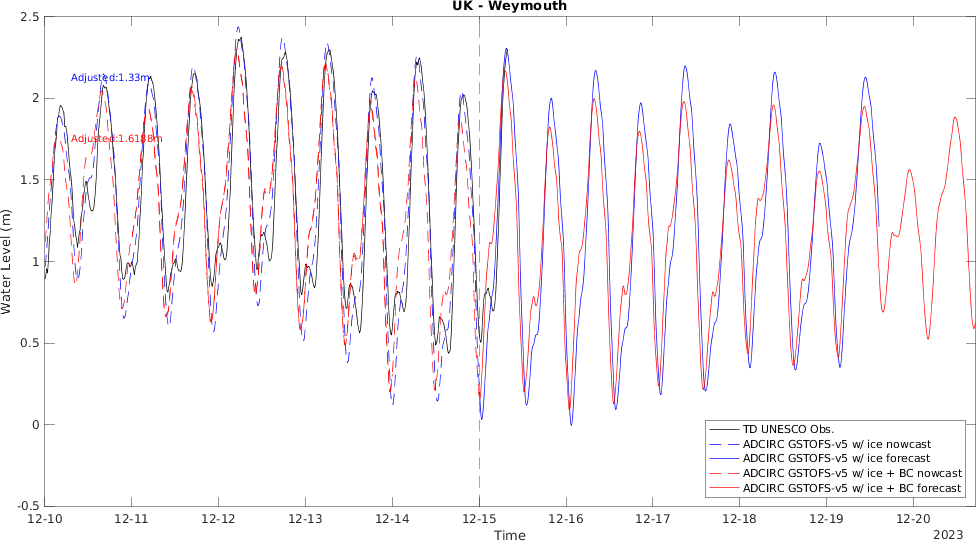 UK - Weymouth
2.5
2
1.5
1
0.5
0
-0.5
Water Level (m)
Adjusted:1.33m
Adjusted:1.6188m
TD UNESCO Obs.
ADCIRC GSTOFS-v5 w/ ice nowcast
ADCIRC GSTOFS-v5 w/ ice forecast
ADCIRC GSTOFS-v5 w/ ice + BC nowcast
ADCIRC GSTOFS-v5 w/ ice + BC forecast
12-10 12-11 12-12 12-13 12-14 12-15 12-16 12-17 12-18 12-19 12-20
Time
2023